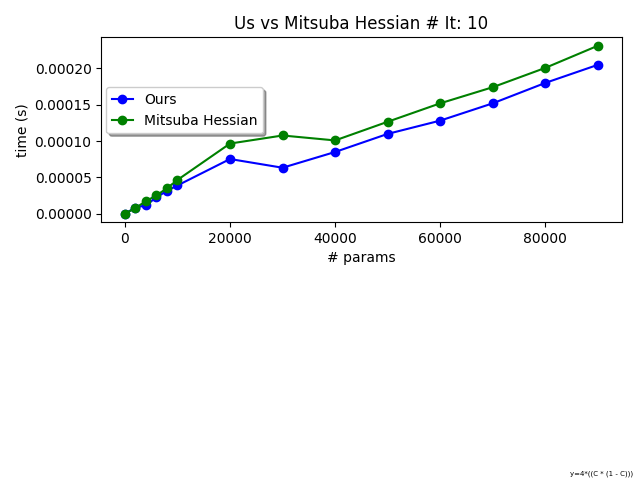 Us vs Mitsuba Hessian # It: 10
time (s)
0.00020
0.00015
0.00010
0.00005
0.00000
Ours
Mitsuba Hessian
0 20000 40000 60000 80000
# params
y=4*((C * (1 - C)))